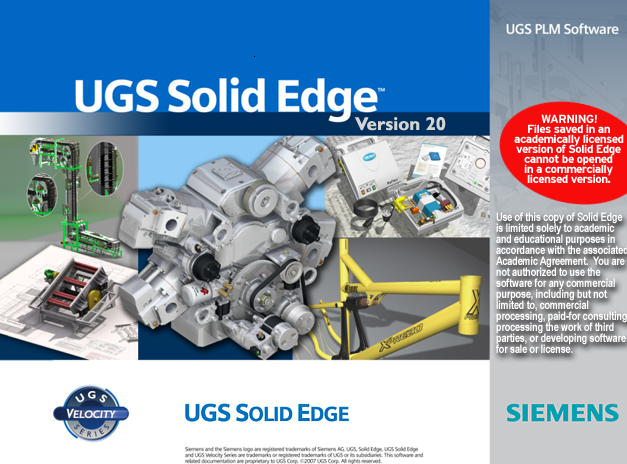 UGS PLM Software
UGS Solid Edge™
Version 20
WARNING!
Files saved in an
academically licensed
version of Solid Edge
cannot be opened
in a commercially
licensed version.
Use of this copy of Solid Edge
is limited solely to academic
and educational purposes in
accordance with the associated
Academic Agreement. You are
not authorized to use the
software for any commercial
purpose, including but not
limited to, commercial
processing, paid-for consulting,
processing the work of third
parties, or developing software
for sale or license.
UGS
VELOCITY
SERIES
UGS SOLID EDGE
SIEMENS
Siemens and the Siemens logo are registered trademarks of Siemens AG. UGS, Solid Edge, UGS Solid Edge
and UGS Velocity Series are trademarks or registered trademarks of UGS or its subsidiaries. This software and
related documentation are proprietary to UGS Corp. ©2007 UGS Corp. All rights reserved.